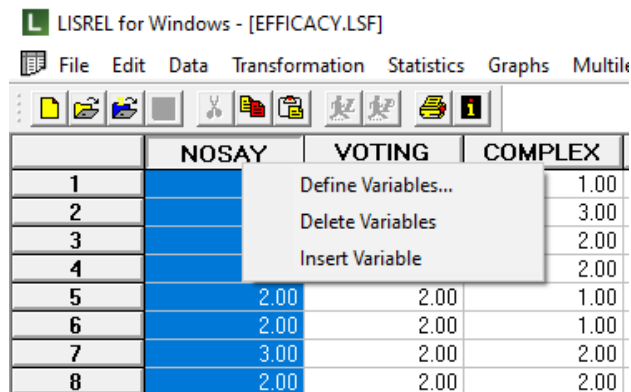 LISREL for Windows - [EFFICACY.LSF]
File Edit Data Transformation Statistics Graphs
NOSAY VOTING COMPLEX
1 1.00
2 3.00
3 2.00
4 2.00
Define Variables...
Delete Variables
Insert Variable
5 2.00 2.00 1.00
6 2.00 2.00 1.00
7 3.00 2.00 2.00
8 2.00 2.00 2.00